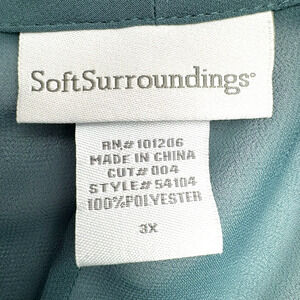 SoftSurroundings®
RN# 101206
MADE IN CHINA
CUT# 004
STYLE# 54104
100%POLYESTER
3X